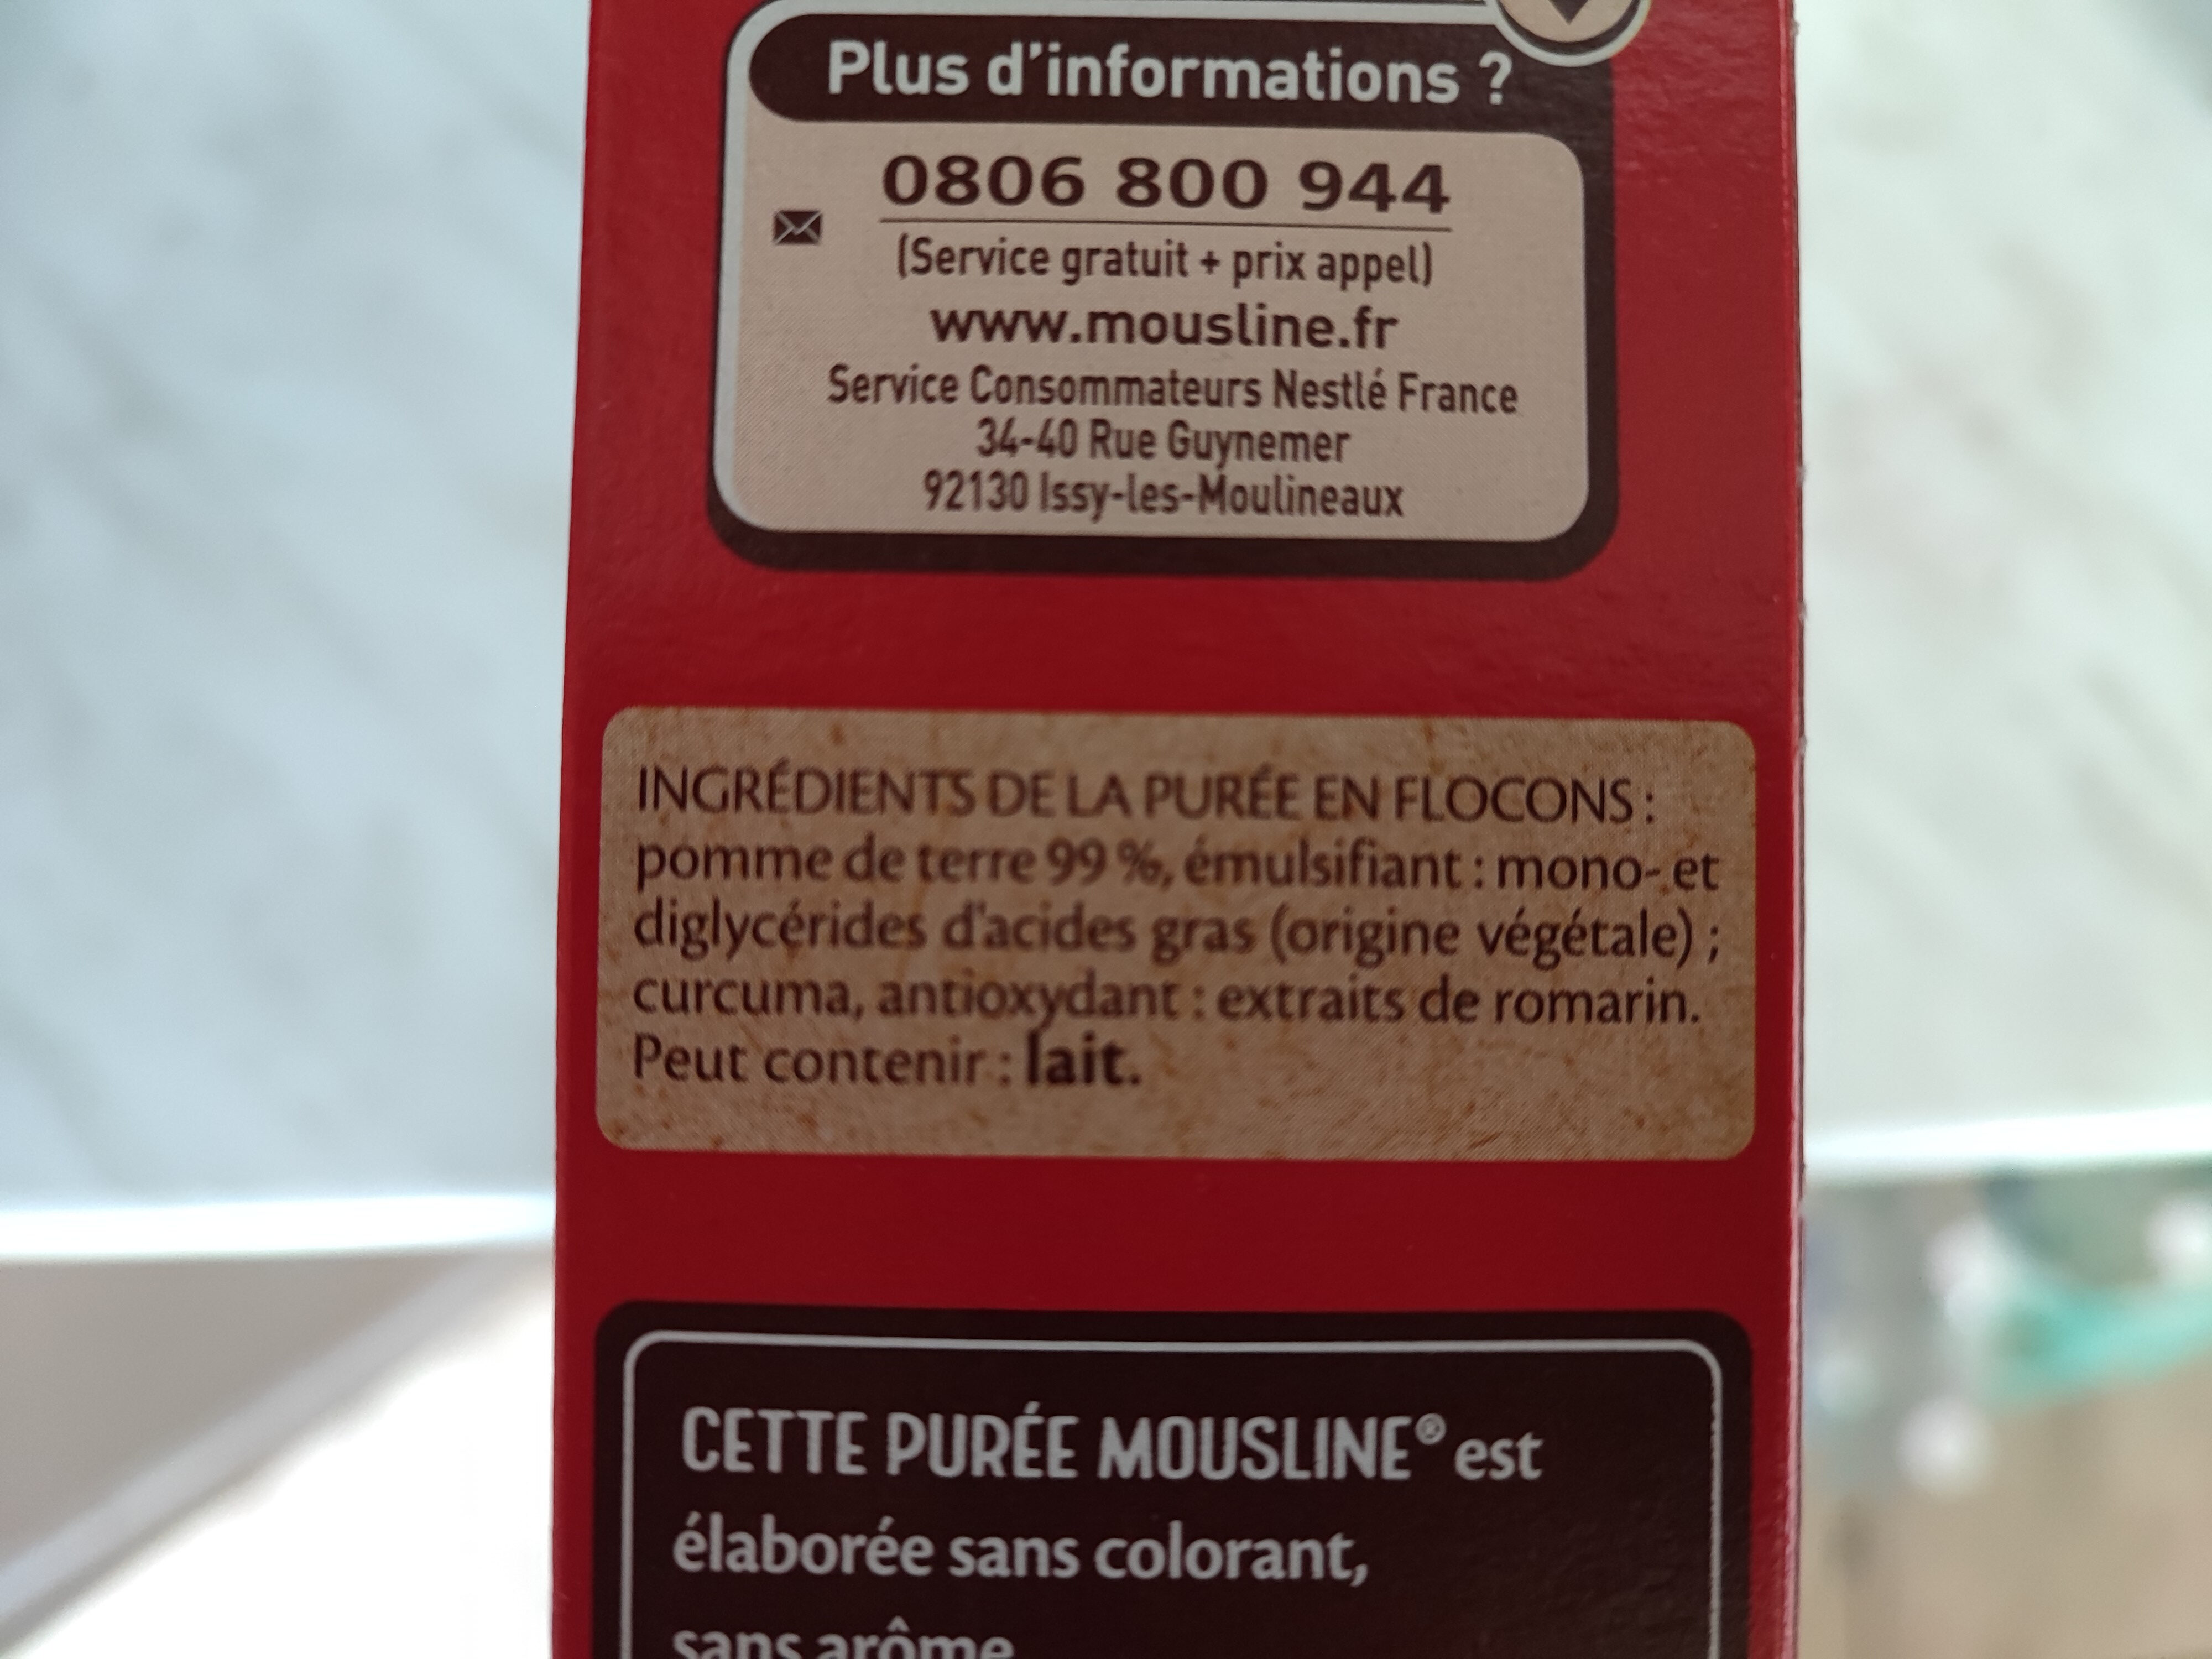 Plus d'informations ?
0806 800 944
(Service gratuit + prix appel)
www.mousline.fr
Service Consommateurs Nestlé France
34-40 Rue Guynemer
92130 Issy-les-Moulineaux
INGRÉDIENTS DE LA PURÉE EN FLOCONS :
pomme de terre 99 %, émulsifiant : mono- et
diglycérides d'acides gras (origine végétale) ;
curcuma, antioxydant : extraits de romarin.
Peut contenir : lait.
CETTE PURÉE MOUSLINE® est
élaborée sans colorant,
sans arôme